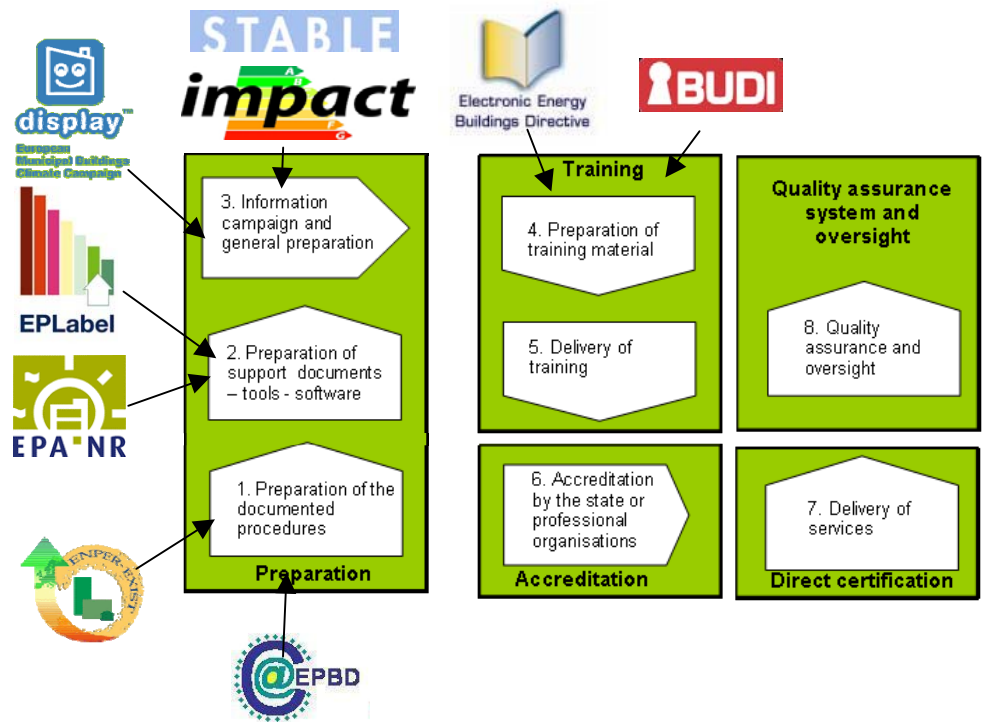 STABLE
impact
A
B
F
G
display™
European
Municipal Buildings
Climate Campaign
EPLabel
EPA·NR
ENPER-EXIST
@EPBD
Electronic Energy
Buildings Directive
BUDI
3. Information
campaign and
general preparation
2. Preparation of
support documents
– tools - software
1. Preparation of the
documented
procedures
Preparation
Training
4. Preparation of
training material
5. Delivery of
training
6. Accreditation
by the state or
professional
organisations
Accreditation
Quality assurance
system and
oversight
8. Quality
assurance and
oversight
7. Delivery of
services
Direct certification